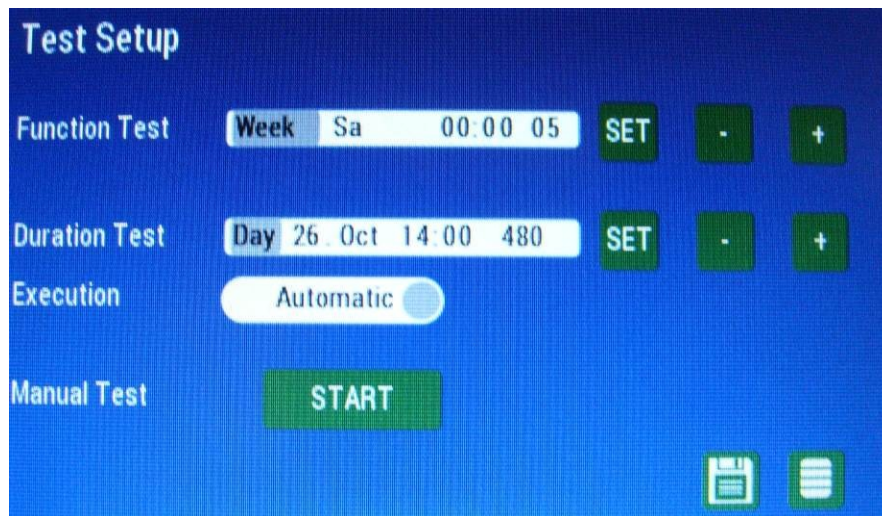 Test Setup
Function Test Week Sa 00:00 05 SET - +
Duration Test Day 26. Oct 14:00 480 SET - +
Execution Automatic
Manual Test START